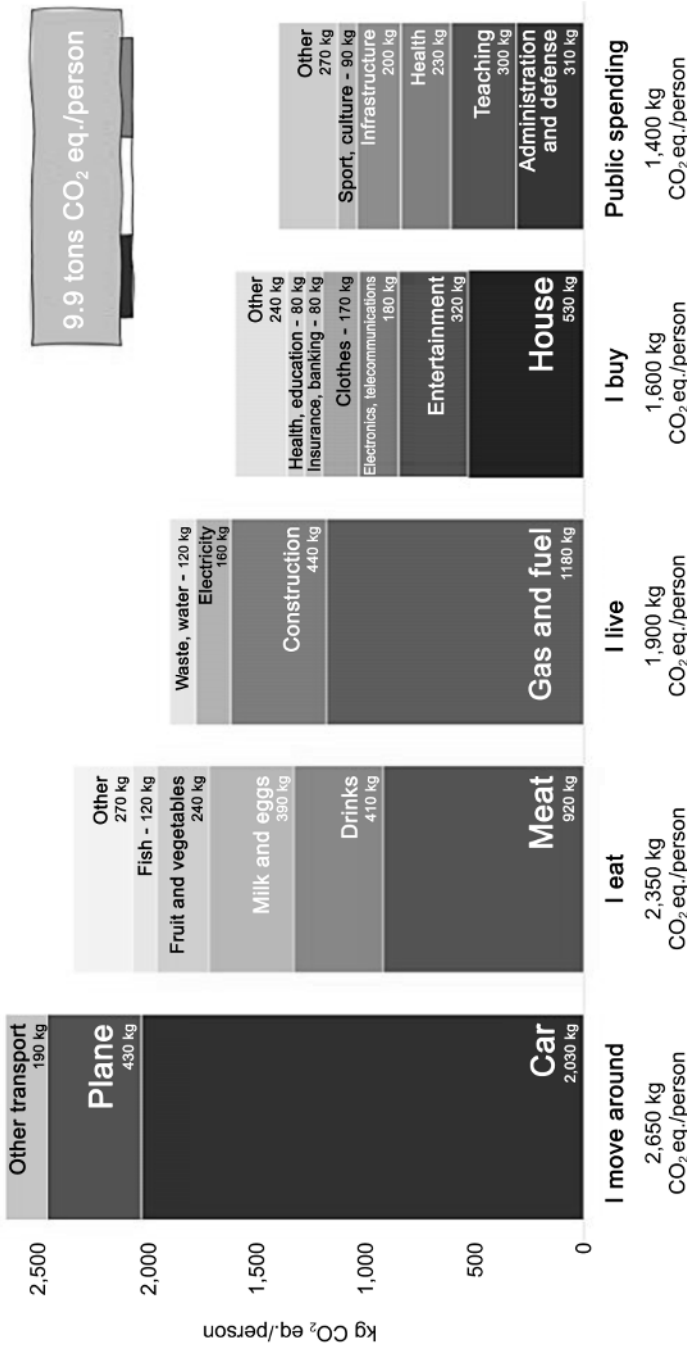 9.9 tons CO₂ eq./person
kg CO₂ eq./person
2,500
2,000
1,500
1,000
500
0
Other transport
190 kg
Plane
430 kg
Car
2,030 kg
I move around
2,650 kg
CO₂ eq./person
Other
270 kg
Fish - 120 kg
Fruit and vegetables
240 kg
Milk and eggs
390 kg
Drinks
410 kg
Meat
920 kg
I eat
2,350 kg
CO₂ eq./person
Waste, water - 120 kg
Electricity
160 kg
Construction
440 kg
Gas and fuel
1180 kg
I live
1,900 kg
CO₂ eq./person
Other
240 kg
Health, education - 80 kg
Insurance, banking - 80 kg
Clothes - 170 kg
Electronics, telecommunications
180 kg
Entertainment
320 kg
House
530 kg
I buy
1,600 kg
CO₂ eq./person
Other
270 kg
Sport, culture - 90 kg
Infrastructure
200 kg
Health
230 kg
Teaching
300 kg
Administration
and defense
310 kg
Public spending
1,400 kg
CO₂ eq./person